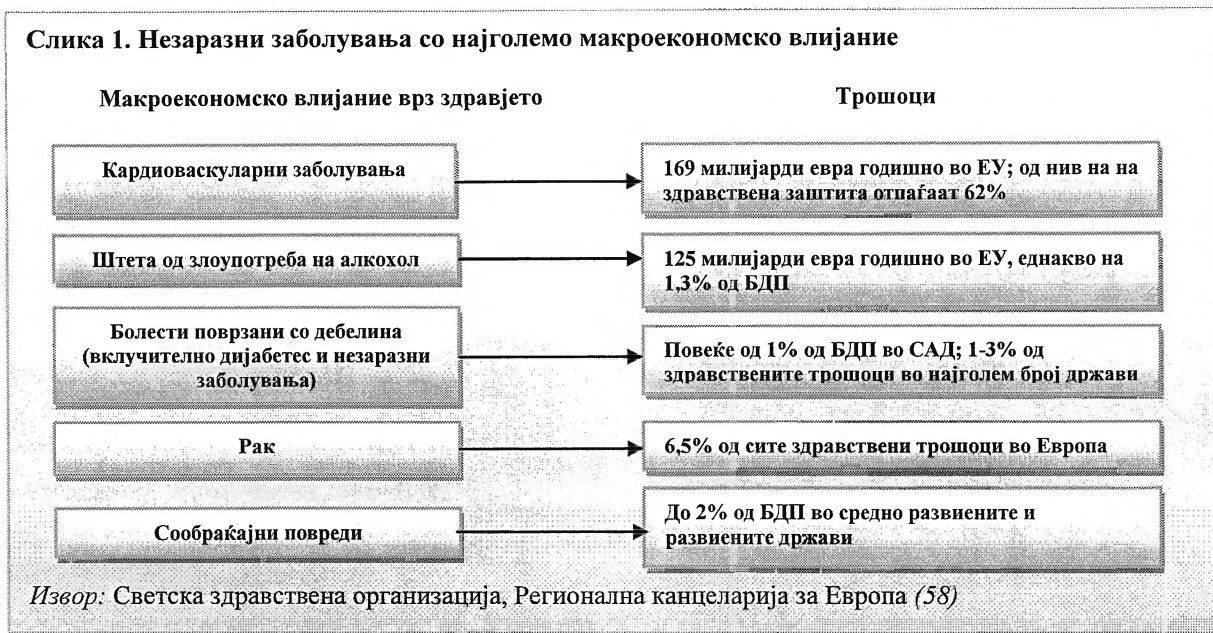 Слика 1. Незаразни заболувања со најголемо макроекономско влијание
Макроекономско влијание врз здравјето
Трошоци
Кардиоваскуларни заболувања
169 милијарди евра годишно во ЕУ; од нив на на
здравствена заштита отпаѓаат 62%
Штета од злоупотреба на алкохол
125 милијарди евра годишно во ЕУ, еднакво на
1,3% од БДП
Болести поврзани со дебелина
(вклучително дијабетес и незаразни
заболувања)
Повеќе од 1% од БДП во САД; 1-3% од
здравствените трошоци во најголем број држави
Рак
6,5% од сите здравствени трошоци во Европа
Сообраќајни повреди
До 2% од БДП во средно развиените и
развиените држави
Извор: Светска здравствена организација, Регионална канцеларија за Европа (58)